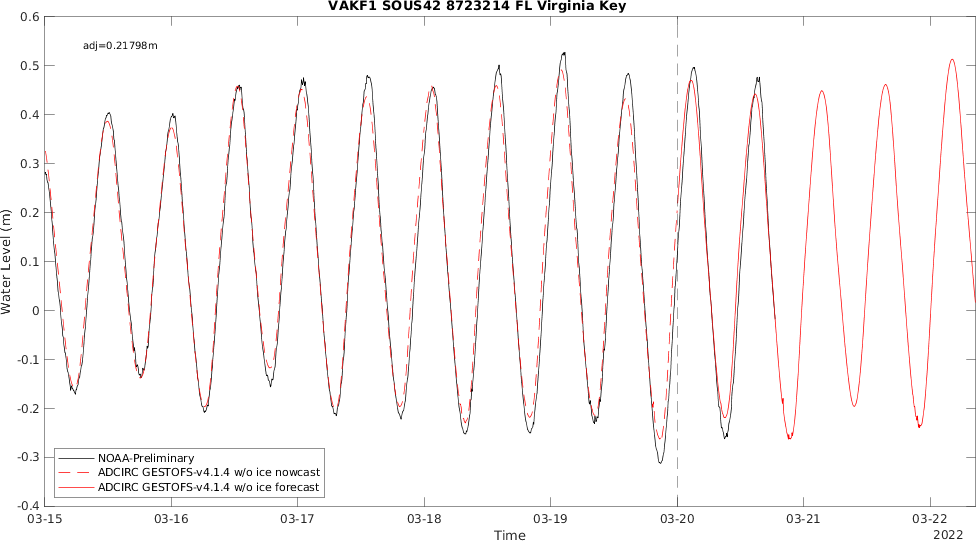 VAKF1 SOUS42 8723214 FL Virginia Key
adj=0.21798m
0.6
0.5
0.4
0.3
0.2
0.1
0
-0.1
-0.2
-0.3
-0.4
Water Level (m)
NOAA-Preliminary
ADCIRC GESTOFS-v4.1.4 w/o ice nowcast
ADCIRC GESTOFS-v4.1.4 w/o ice forecast
03-15 03-16 03-17 03-18 03-19 03-20 03-21 03-22
Time
2022